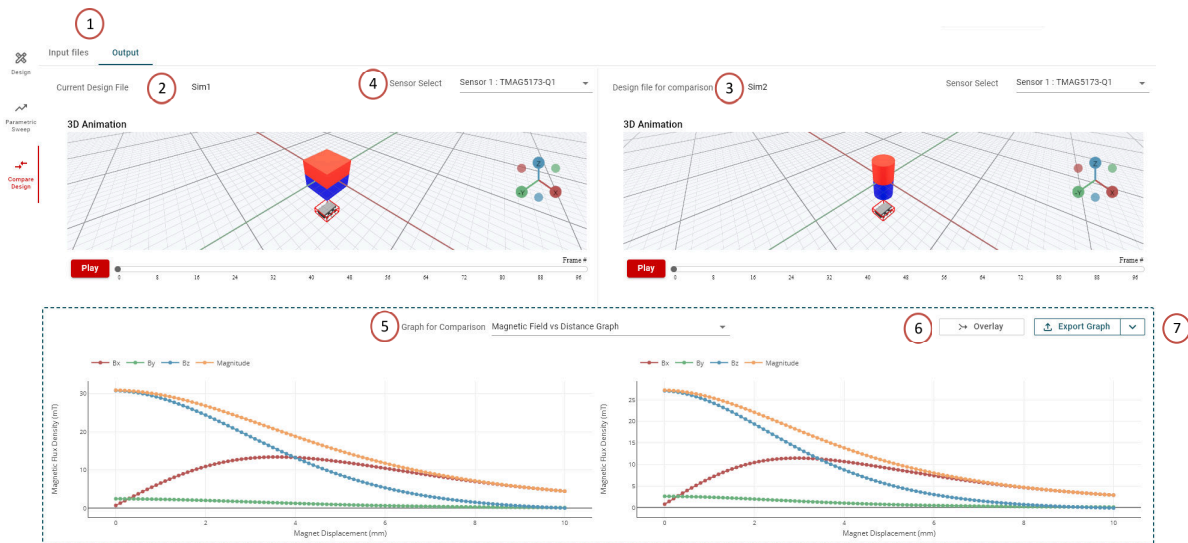 1
Input files
Output
Design
Parametric
Sweep
Compare
Design
Current Design File
2
Sim1
4
Sensor Select
Sensor 1 : TMAG5173-Q1
Design file for comparison
3
Sim2
Sensor Select
Sensor 1 : TMAG5173-Q1
3D Animation
Z
-Y
X
Play
Frame #
0 8 16 24 32 40 48 56 64 72 80 88 96
3D Animation
Z
-Y
X
Play
Frame #
0 8 16 24 32 40 48 56 64 72 80 88 96
5
Graph for Comparison
Magnetic Field vs Distance Graph
6
Overlay
Export Graph
7
Bx By Bz Magnitude
Magnetic Flux Density (mT)
30
20
10
0
0 2 4 6 8 10
Magnet Displacement (mm)
Bx By Bz Magnitude
Magnetic Flux Density (mT)
25
20
15
10
5
0
0 2 4 6 8 10
Magnet Displacement (mm)